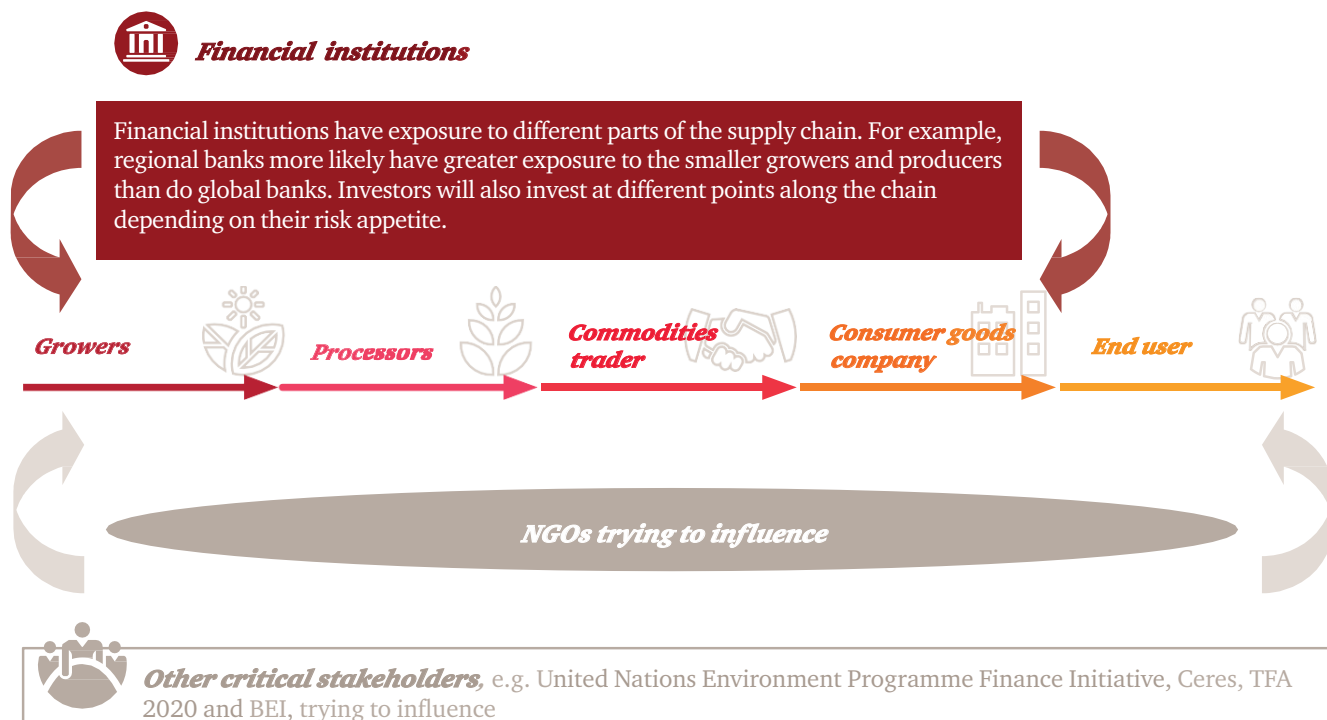 Financial institutions
Financial institutions have exposure to different parts of the supply chain. For example,
regional banks more likely have greater exposure to the smaller growers and producers
than do global banks. Investors will also invest at different points along the chain
depending on their risk appetite.
Growers
Processors
Commodities
trader
Consumer goods
company
End user
NGOs trying to influence
Other critical stakeholders, e.g. United Nations Environment Programme Finance Initiative, Ceres, TFA
2020 and BEI, trying to influence